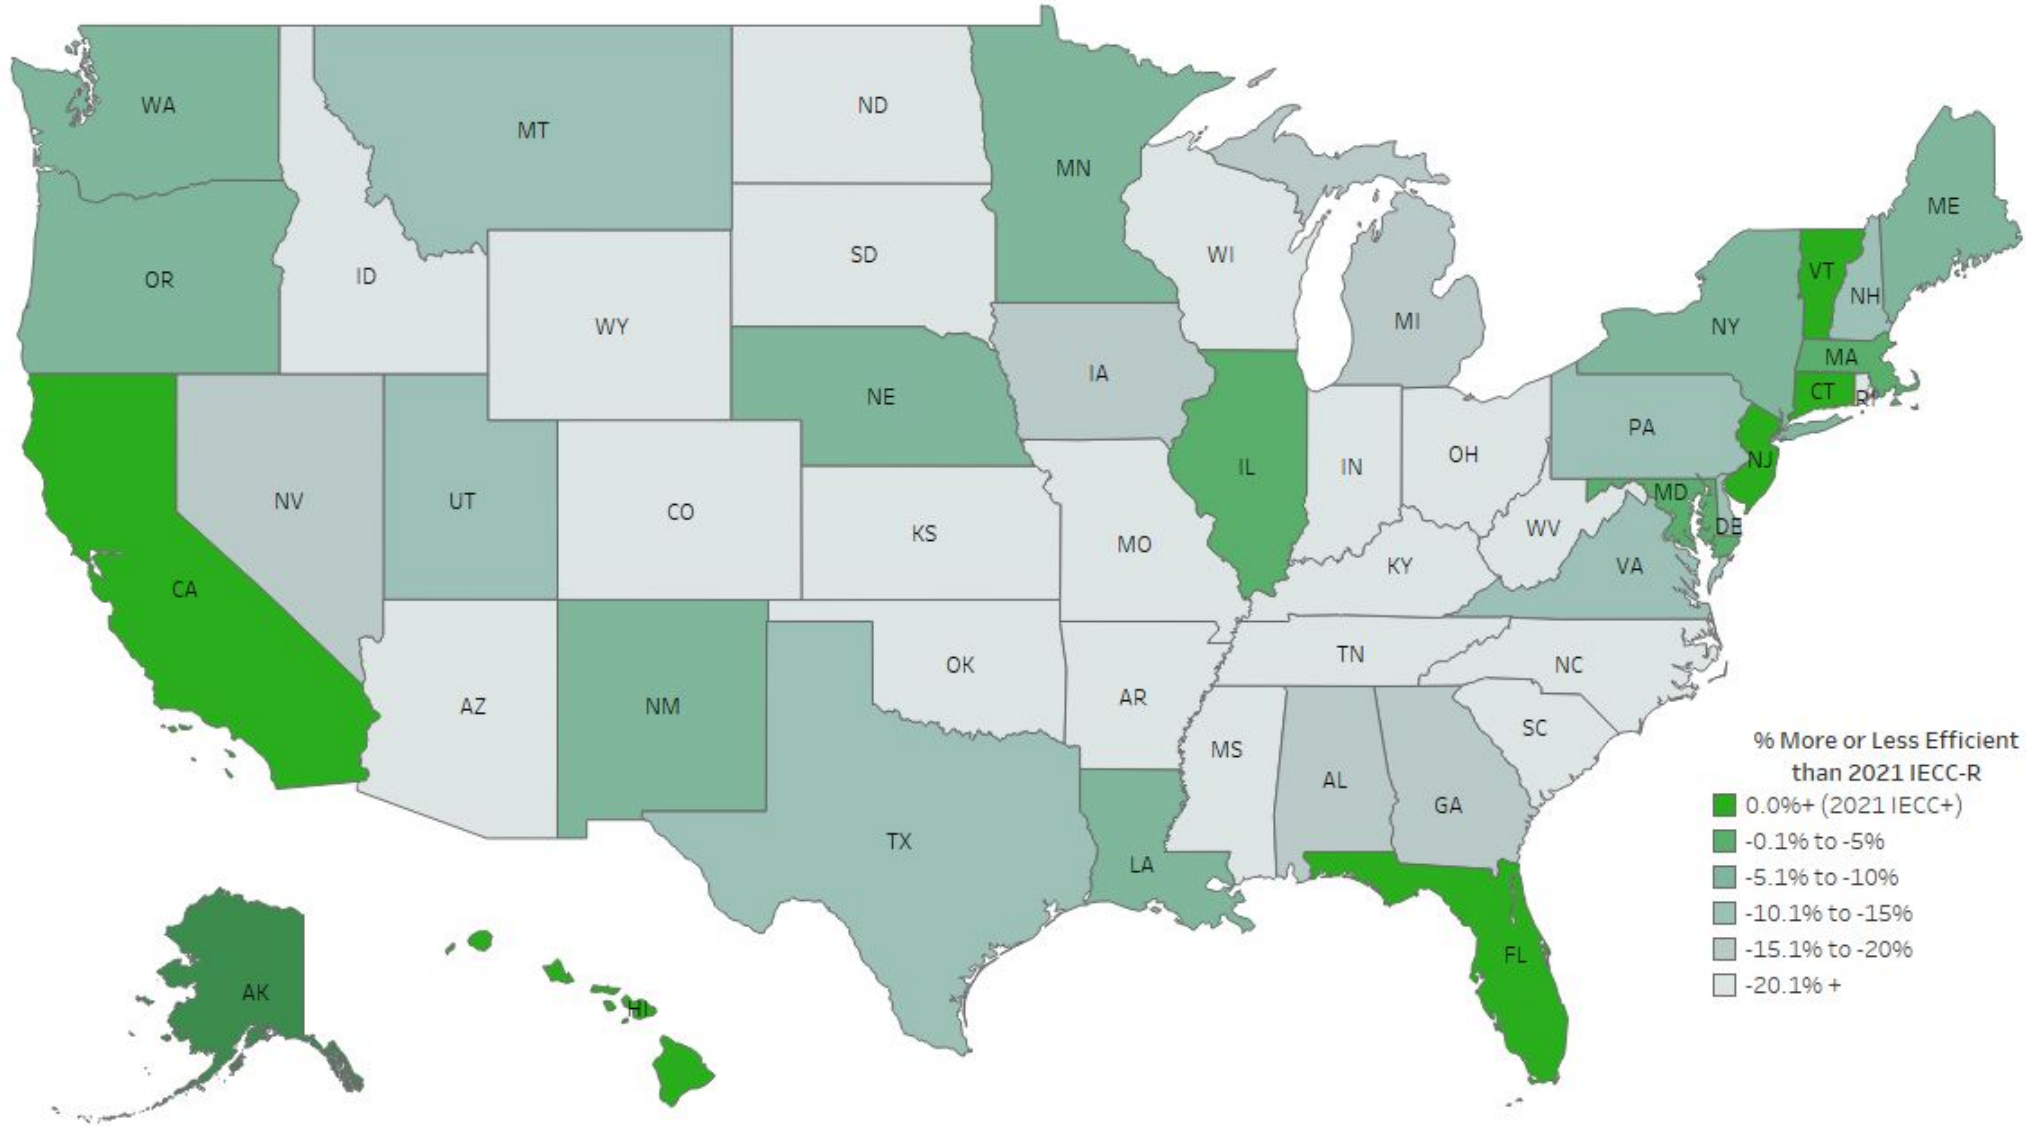 WA
MT
ND
MN
ME
OR
ID
SD
WI
VT
NH
WY
MI
NY
MA
NE
IA
CT
RI
PA
NV
UT
CO
KS
MO
IL
IN
OH
NJ
MD
DE
WV
VA
KY
CA
AZ
NM
OK
AR
TN
NC
SC
MS
AL
GA
TX
LA
FL
AK
HI
% More or Less Efficient
than 2021 IECC-R
0.0%+ (2021 IECC+)
-0.1% to -5%
-5.1% to -10%
-10.1% to -15%
-15.1% to -20%
-20.1% +